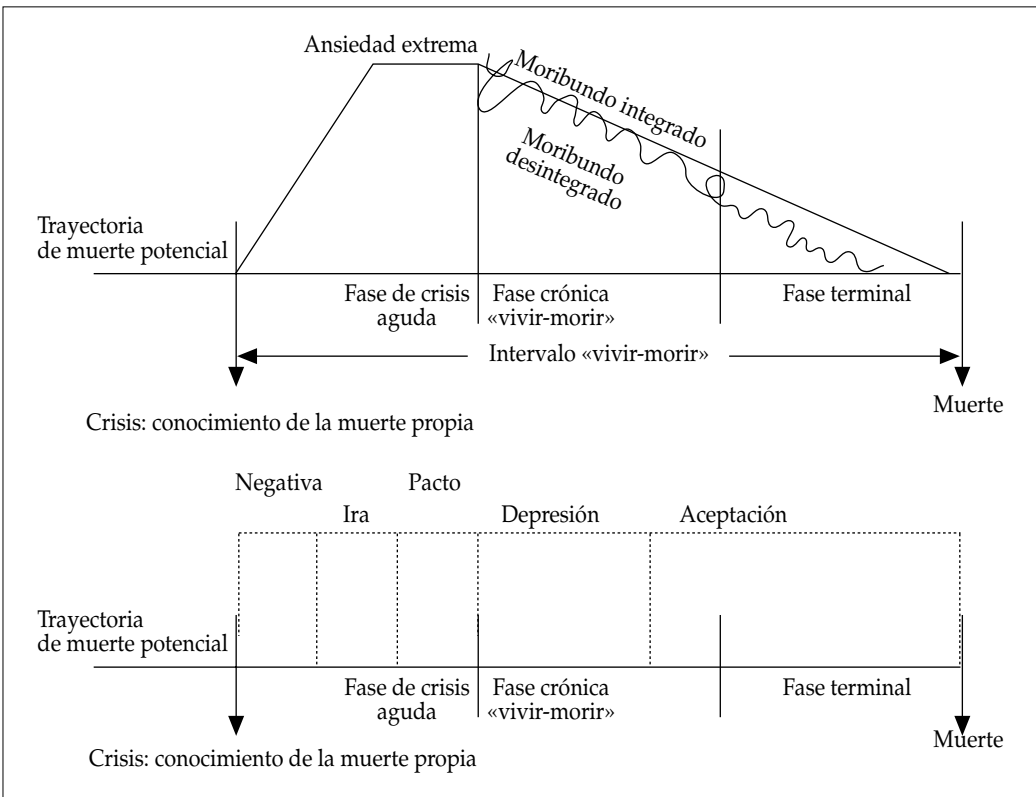 Ansiedad extrema
Moribundo integrado
Moribundo
desintegrado
Trayectoria
de muerte potencial
Fase de crisis
aguda
Fase crónica
«vivir-morir»
Fase terminal
Intervalo «vivir-morir»
Muerte
Crisis: conocimiento de la muerte propia
Negativa
Pacto
Ira
Depresión
Aceptación
Trayectoria
de muerte potencial
Fase de crisis
aguda
Fase crónica
«vivir-morir»
Fase terminal
Muerte
Crisis: conocimiento de la muerte propia